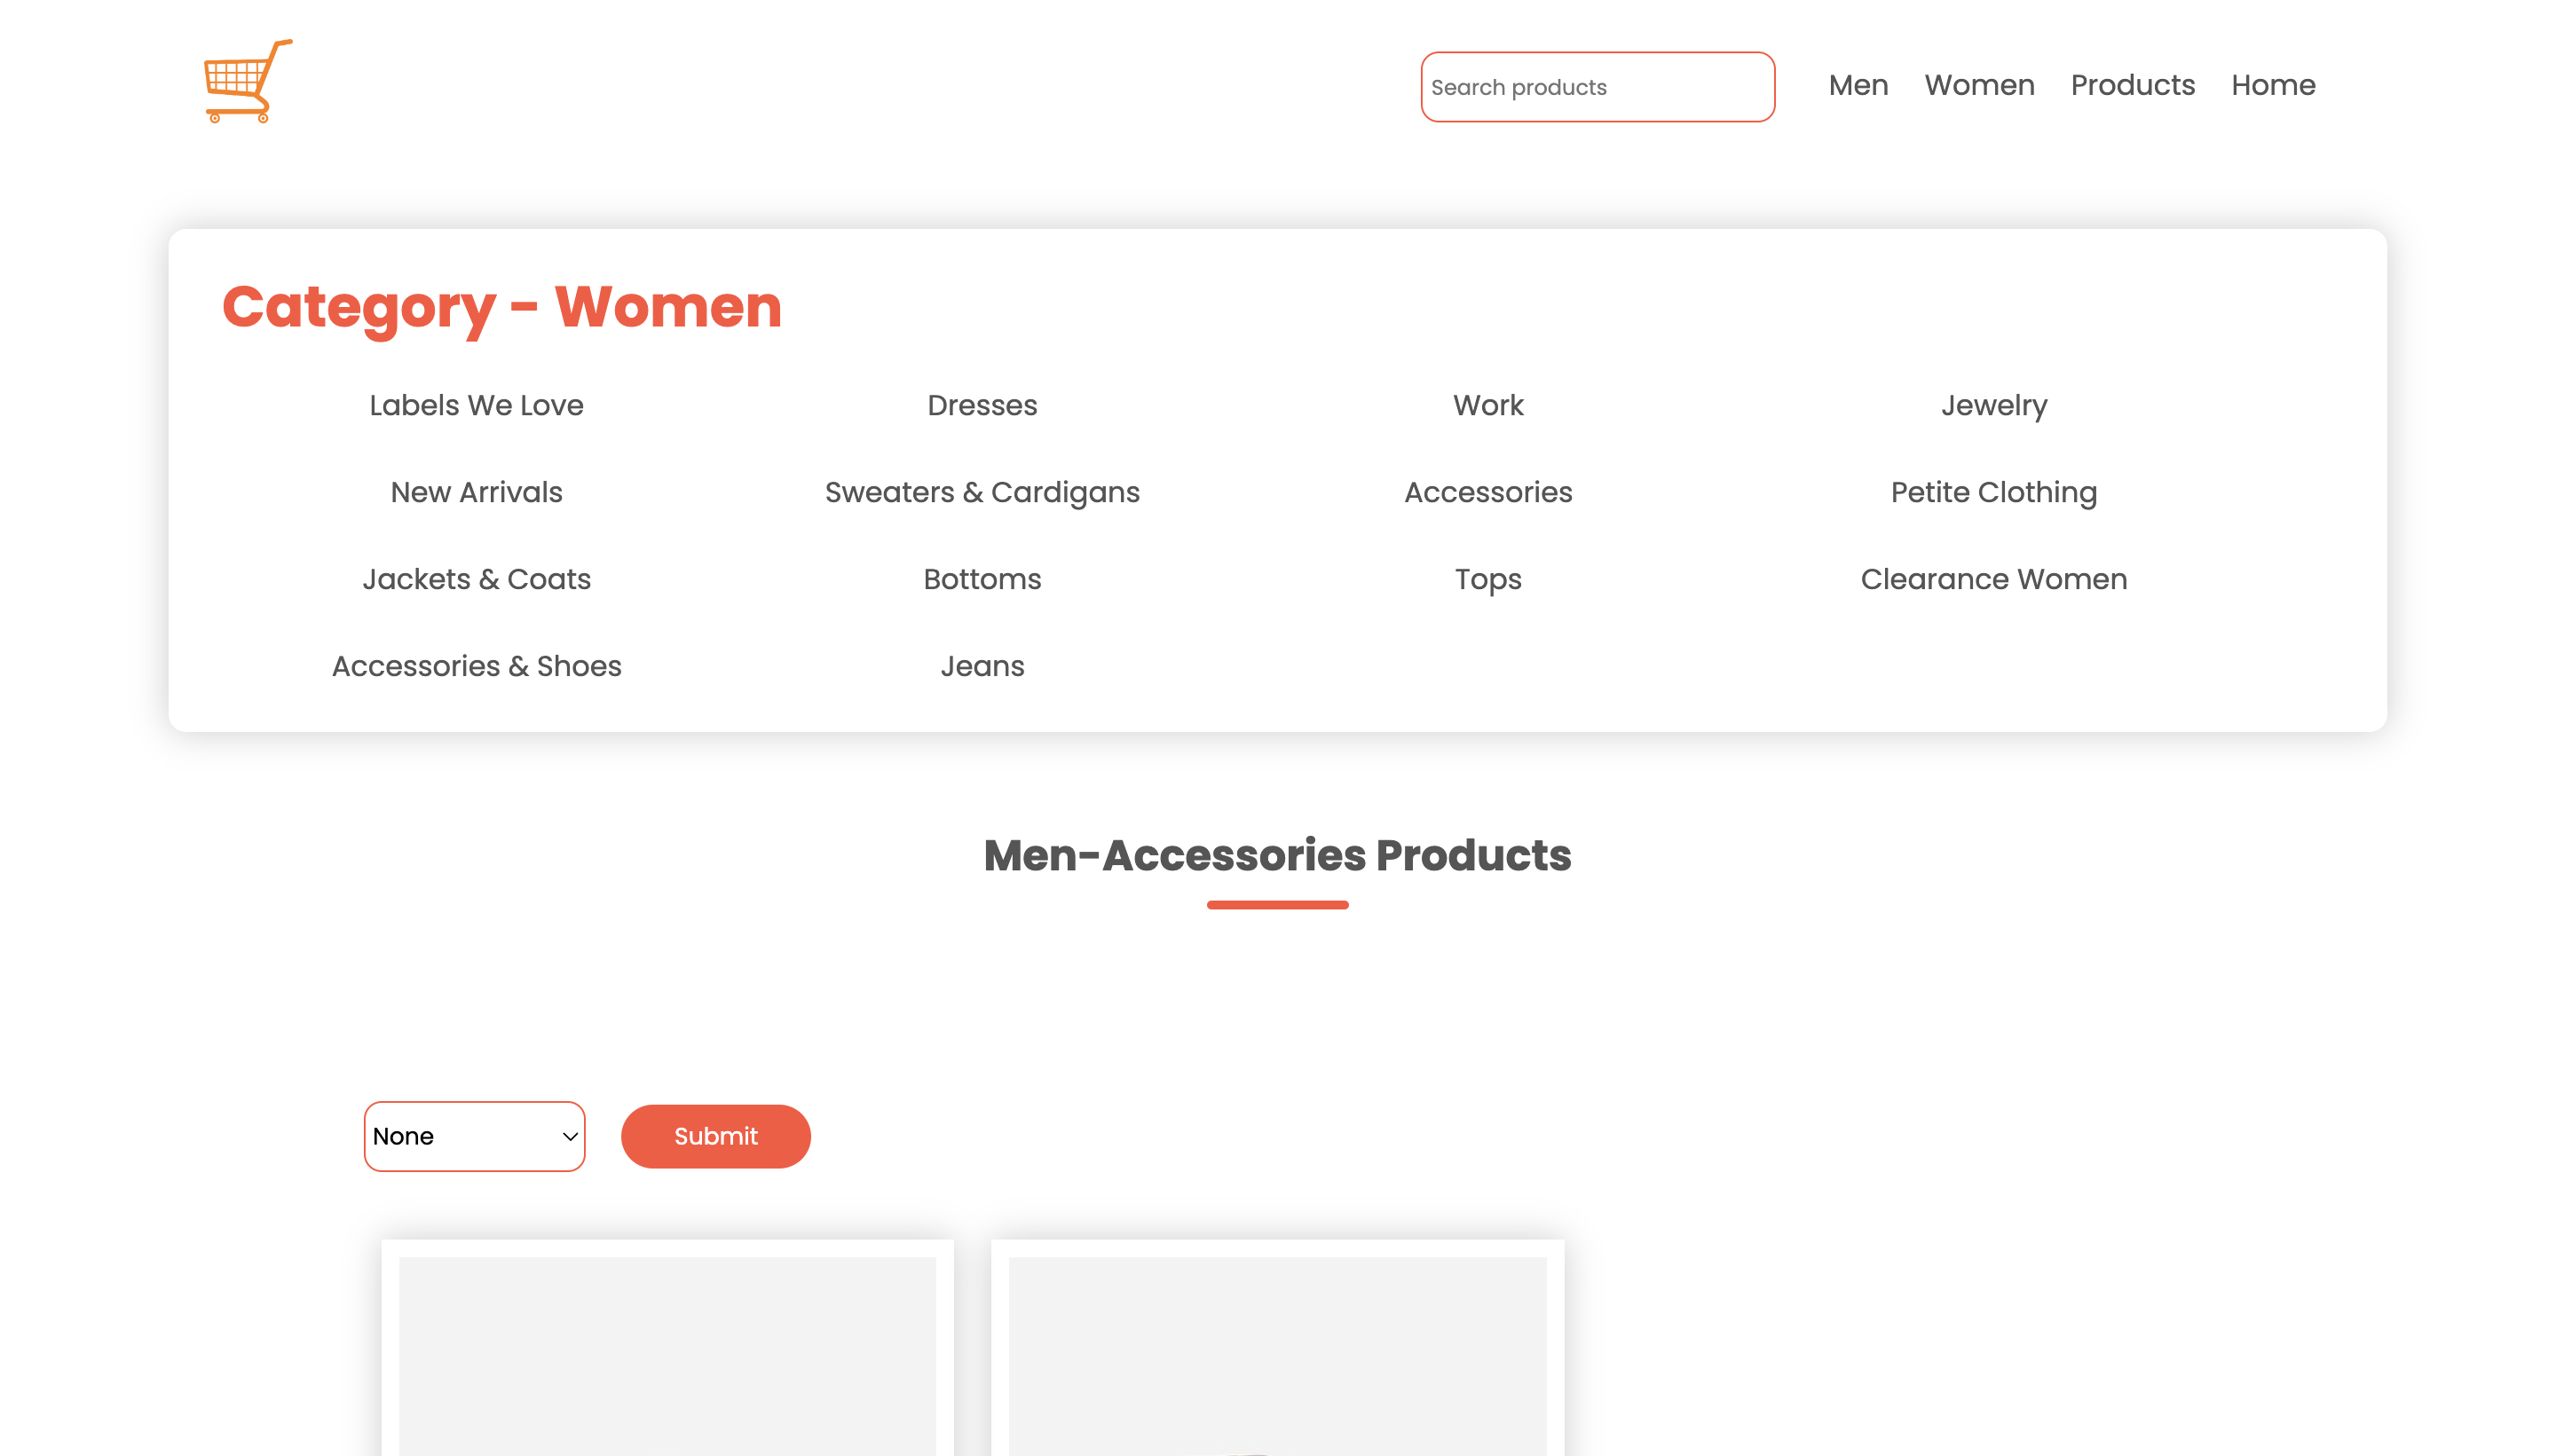 Search products
Men Women Products Home
Category - Women
Labels We Love Dresses Work Jewelry
New Arrivals Sweaters & Cardigans Accessories Petite Clothing
Jackets & Coats Bottoms Tops Clearance Women
Accessories & Shoes Jeans
Men-Accessories Products
None Submit